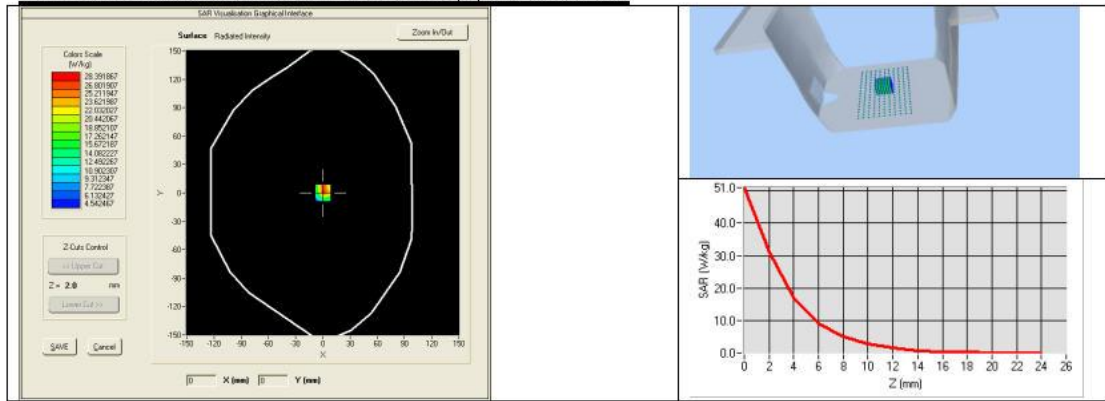 SAR Visualisation Graphical Interface
Surface Radiated Intensity
Zoom In/Out
Colors Scale
(W/kg)
28.391867
26.801907
25.211947
23.621987
22.032027
20.442067
18.852107
17.262147
15.672187
14.082227
12.492267
10.902307
9.312347
7.722387
6.132427
4.542467
Z-Cuts Control
<< Upper Cut
Z = 2.0 mm
Lower Cut >>
SAVE Cancel
150
120
90
60
30
0
-30
-60
-90
-120
-150
Y
-150 -120 -90 -60 -30 0 30 60 90 120 150
X
0 X (mm) 0 Y (mm)
51.0
40.0
30.0
20.0
10.0
0.0
SAR (W/kg)
0 2 4 6 8 10 12 14 16 18 20 22 24 26
Z (mm)